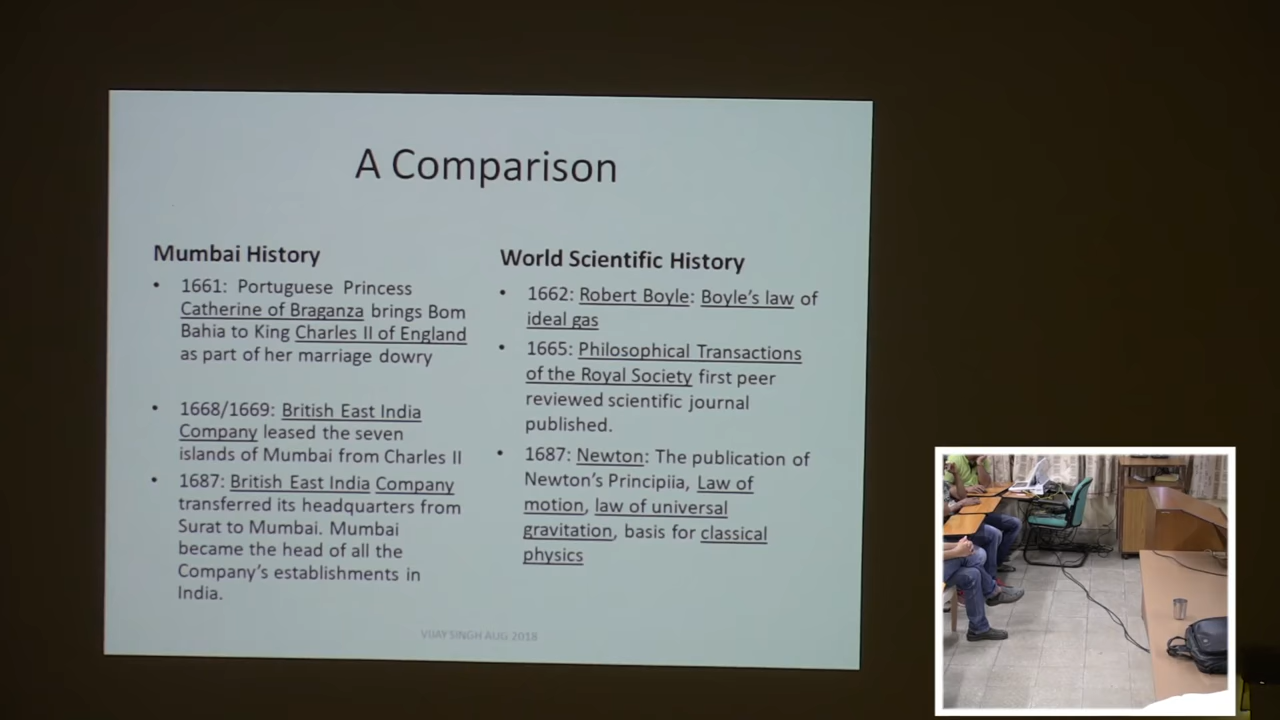 A Comparison
Mumbai History
• 1661: Portuguese Princess
Catherine of Braganza brings Bom
Bahia to King Charles II of England
as part of her marriage dowry
• 1668/1669: British East India
Company leased the seven
islands of Mumbai from Charles II
• 1687: British East India Company
transferred its headquarters from
Surat to Mumbai. Mumbai
became the head of all the
Company's establishments in
India.
World Scientific History
• 1662: Robert Boyle: Boyle's law of
ideal gas
• 1665: Philosophical Transactions
of the Royal Society first peer
reviewed scientific journal
published.
• 1687: Newton: The publication of
Newton's Principiia, Law of
motion, law of universal
gravitation, basis for classical
physics
VIJAY SINGH AUG 2018